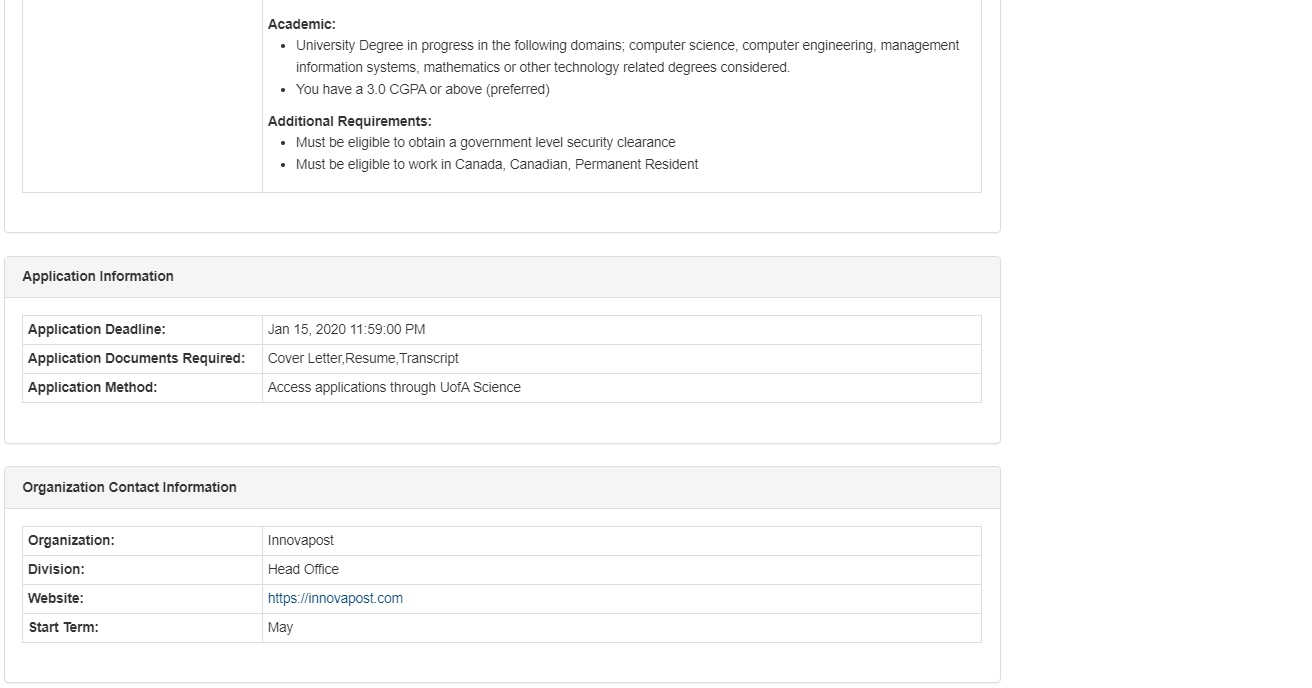 Academic:
• University Degree in progress in the following domains; computer science, computer engineering, management
information systems, mathematics or other technology related degrees considered.
• You have a 3.0 CGPA or above (preferred)
Additional Requirements:
• Must be eligible to obtain a government level security clearance
• Must be eligible to work in Canada, Canadian, Permanent Resident
Application Information
Application Deadline: Jan 15, 2020 11:59:00 PM
Application Documents Required: Cover Letter,Resume,Transcript
Application Method: Access applications through UofA Science
Organization Contact Information
Organization: Innovapost
Division: Head Office
Website: https://innovapost.com
Start Term: May